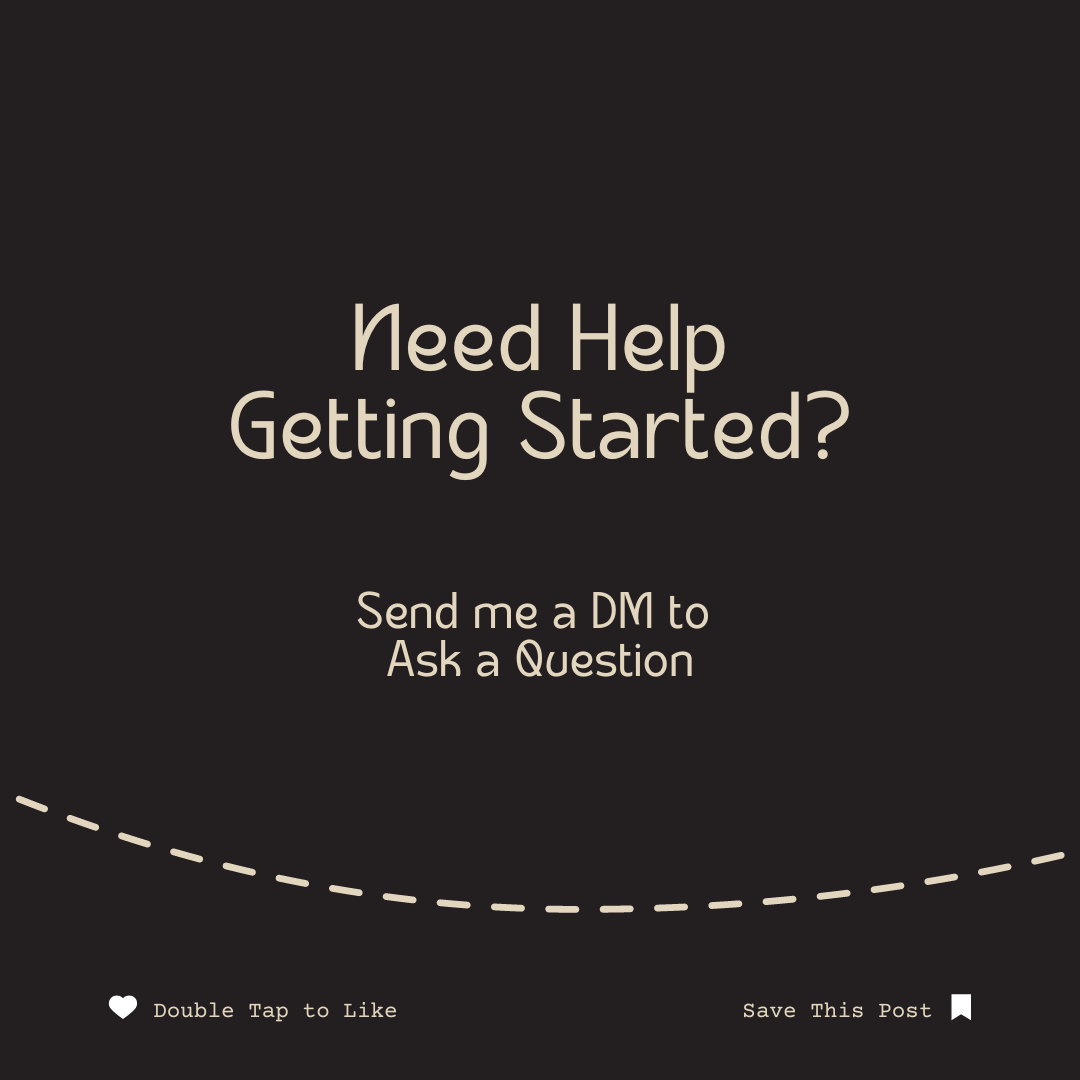 Need Help
Getting Started?
Send me a DM to
Ask a Question
Double Tap to Like
Save This Post